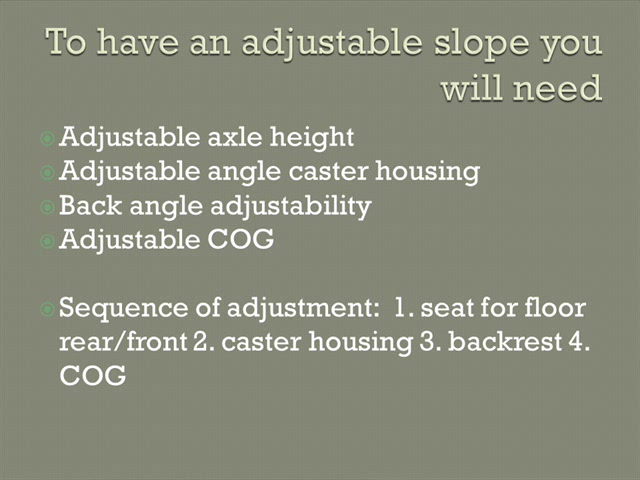 To have an adjustable slope you
will need
Adjustable axle height
Adjustable angle caster housing
Back angle adjustability
Adjustable COG
Sequence of adjustment:  1. seat for floor
rear/front 2. caster housing 3. backrest 4.
COG